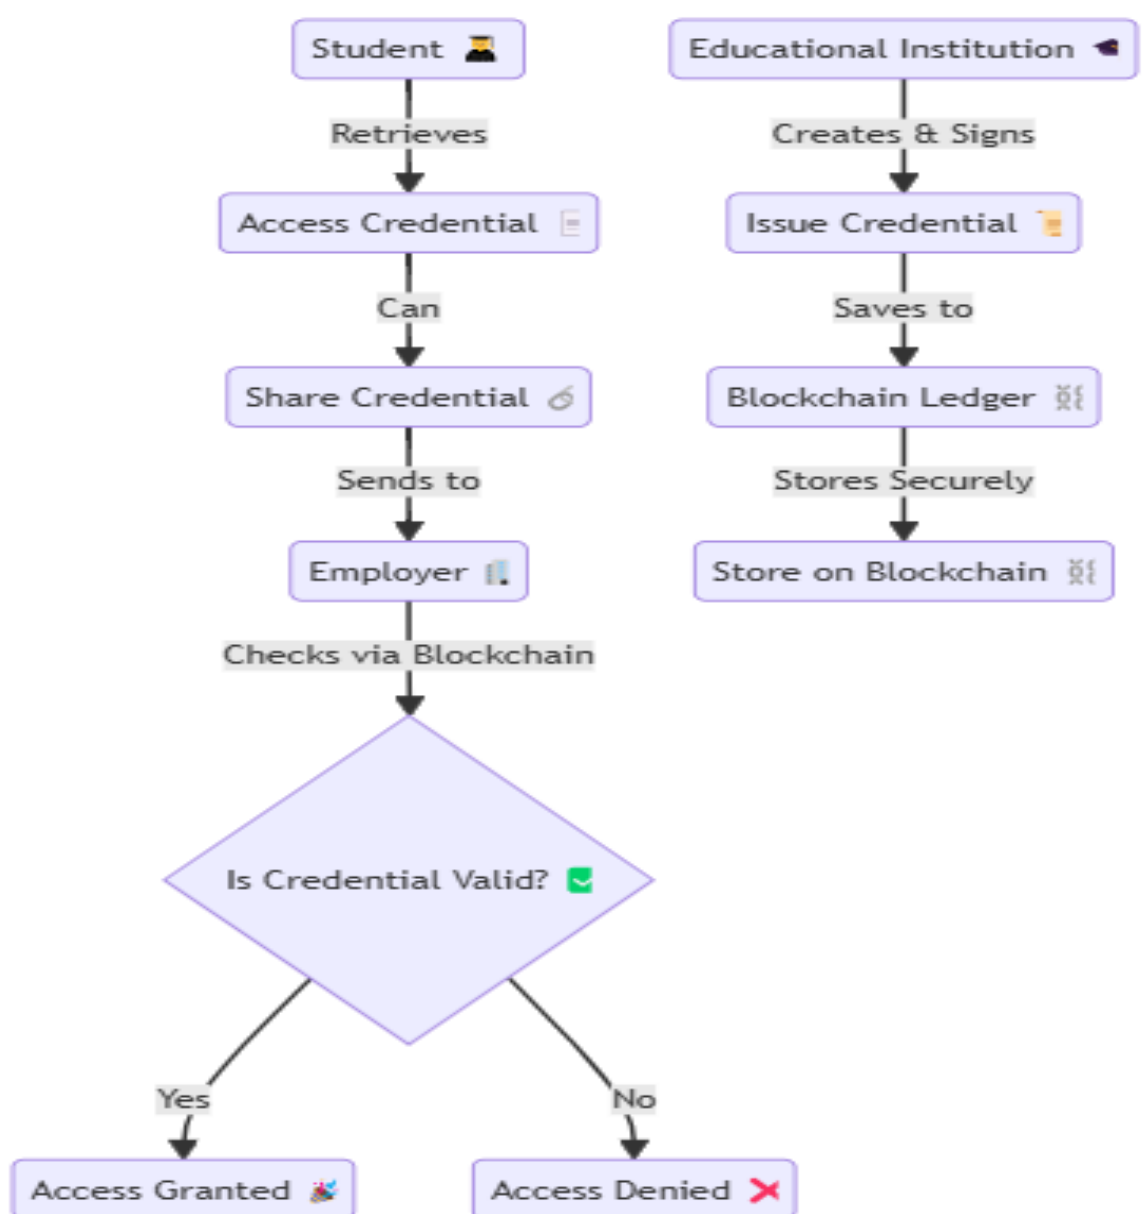 Student
Educational Institution
Retrieves
Creates & Signs
Access Credential
Issue Credential
Can
Saves to
Share Credential
Blockchain Ledger
Sends to
Stores Securely
Employer
Store on Blockchain
Checks via Blockchain
Is Credential Valid?
Yes
No
Access Granted
Access Denied